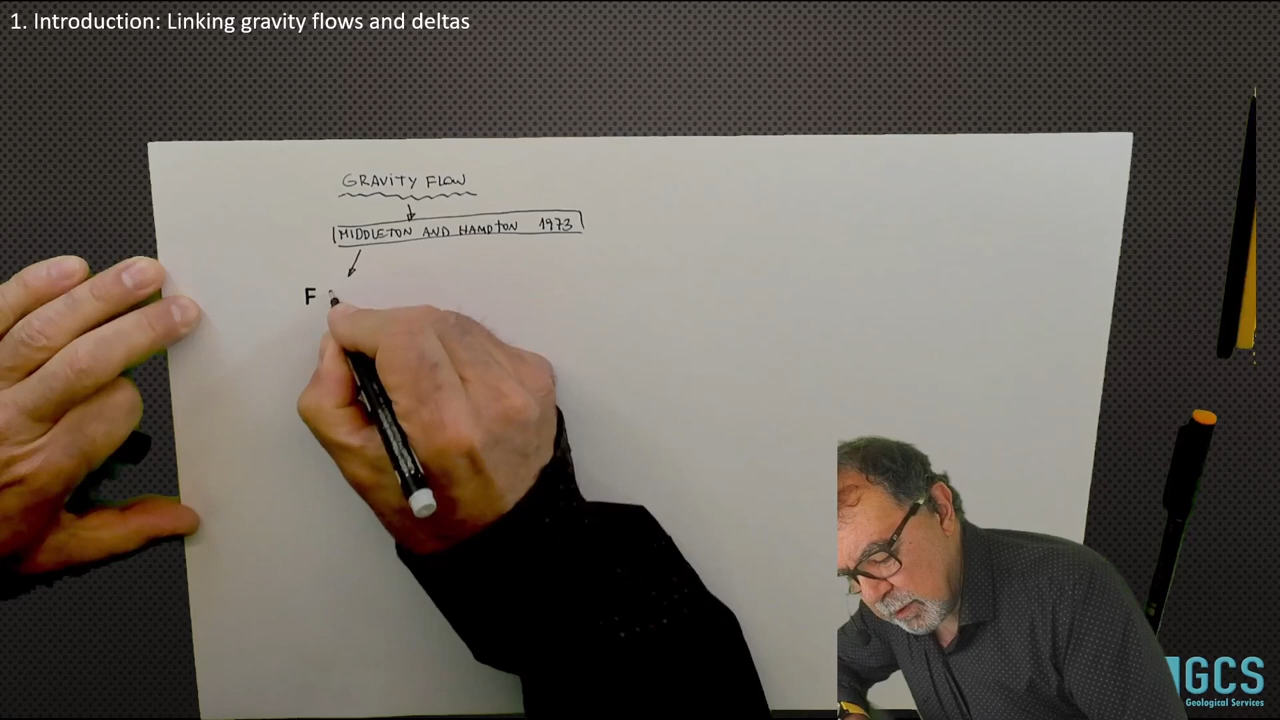 1. Introduction: Linking gravity flows and deltas
GRAVITY FLOW
MIDDLETON AND HAMPTON 1973
F
GCS
Geological Services